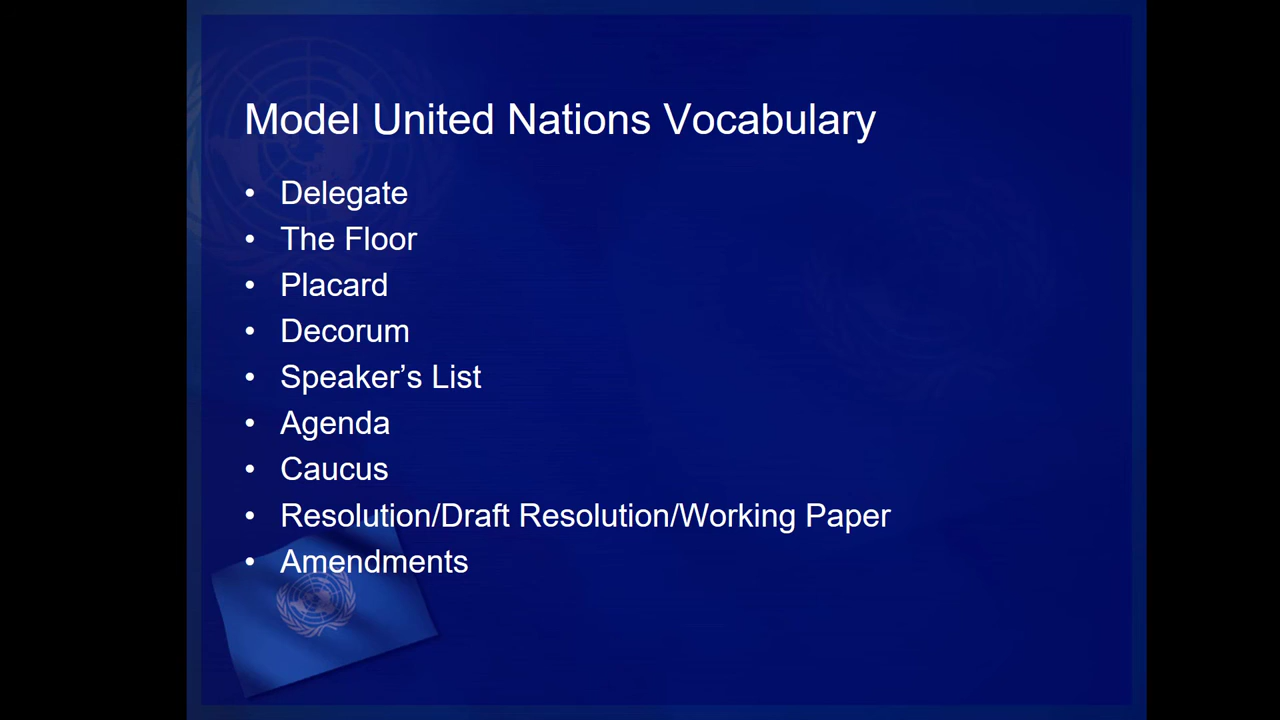 Model United Nations Vocabulary
• Delegate
• The Floor
• Placard
• Decorum
• Speaker’s List
• Agenda
• Caucus
• Resolution/Draft Resolution/Working Paper
• Amendments